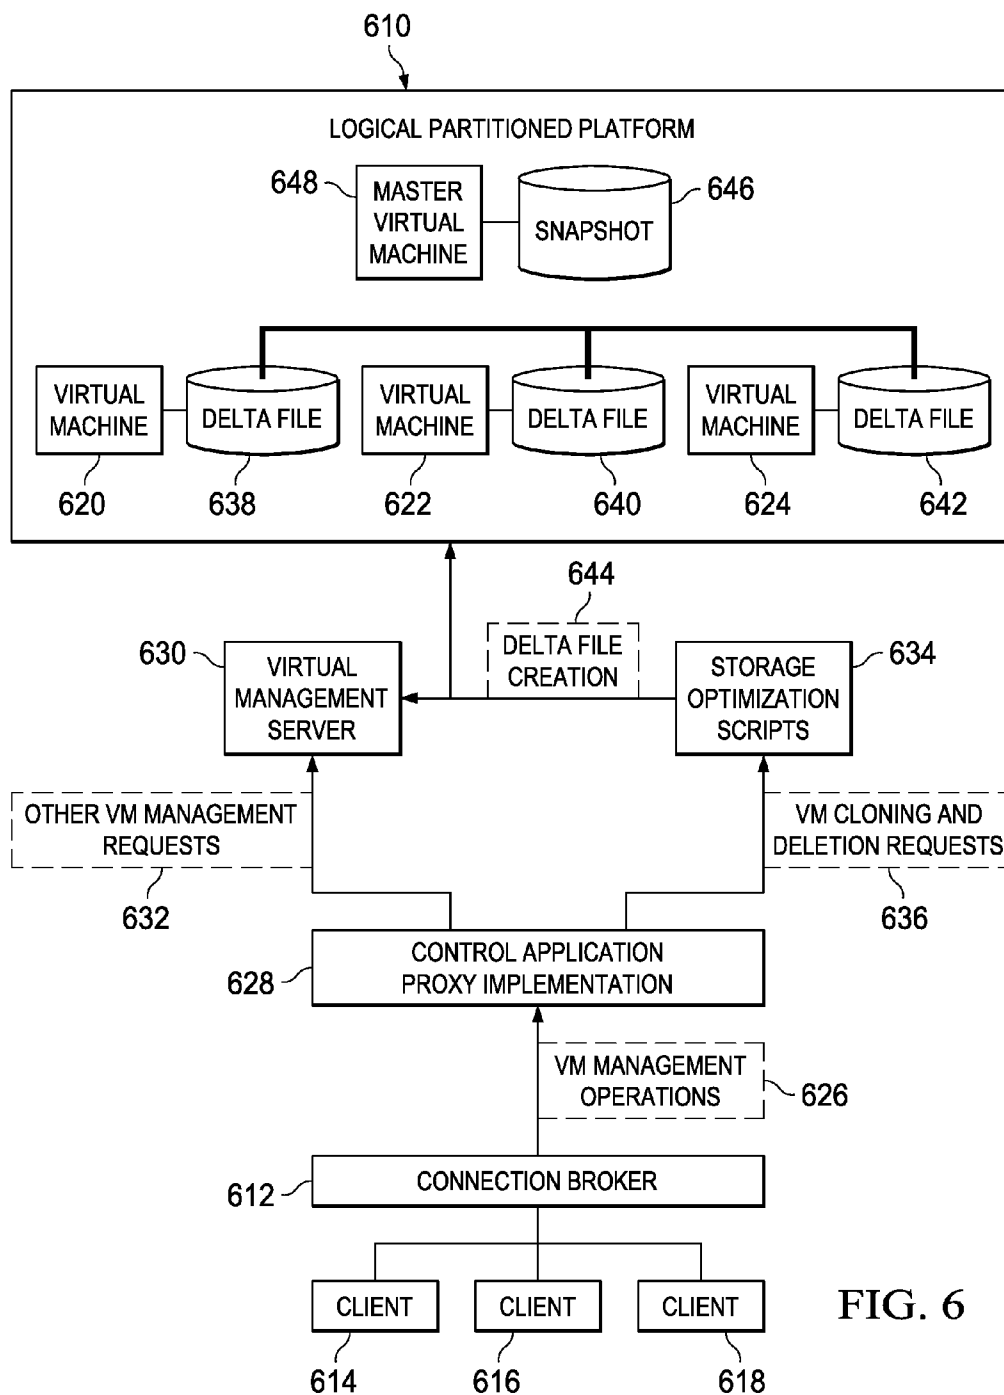 610
LOGICAL PARTITIONED PLATFORM
648
MASTER
VIRTUAL
MACHINE
SNAPSHOT
646
VIRTUAL
MACHINE
DELTA FILE
VIRTUAL
MACHINE
DELTA FILE
VIRTUAL
MACHINE
DELTA FILE
620
638
622
640
624
642
644
DELTA FILE
CREATION
630
VIRTUAL
MANAGEMENT
SERVER
STORAGE
OPTIMIZATION
SCRIPTS
634
OTHER VM MANAGEMENT
REQUESTS
632
VM CLONING AND
DELETION REQUESTS
636
628
CONTROL APPLICATION
PROXY IMPLEMENTATION
VM MANAGEMENT
OPERATIONS
626
612
CONNECTION BROKER
CLIENT
CLIENT
CLIENT
614
616
618
FIG. 6